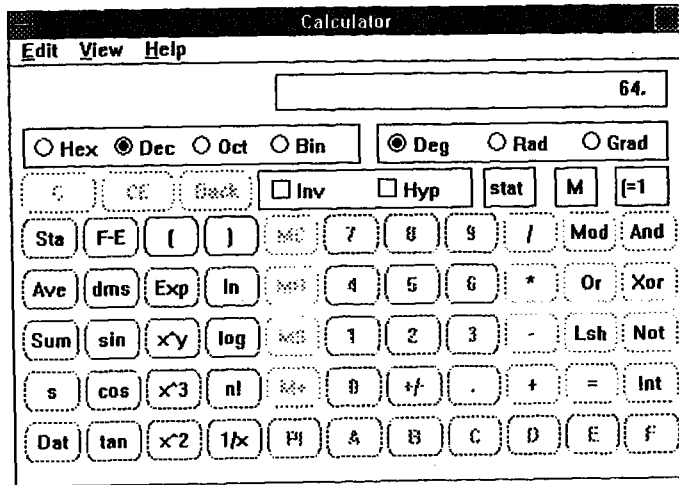 Calculator
Edit View Help
64.
Hex Dec Oct Bin Deg Rad Grad
C CE Back Inv Hyp stat M (=1
Sta F-E ( ) MC 7 8 9 / Mod And
Ave dms Exp ln MR 4 5 6 * Or Xor
Sum sin x^y log MS 1 2 3 - Lsh Not
s cos x^3 n! M+ 0 +/- . + = Int
Dat tan x^2 1/x PI A B C D E F